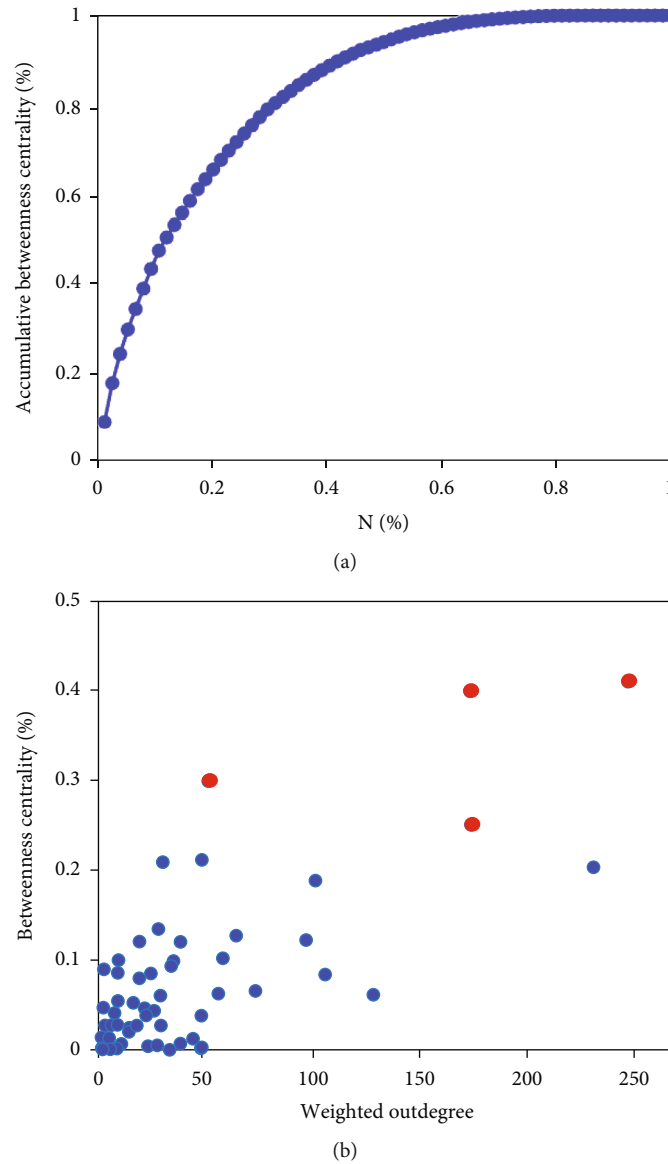 1
0.8
0.6
0.4
0.2
0
Accumulative betweenness centrality (%)
0 0.2 0.4 0.6 0.8
N (%)
(a)
0.5
0.4
0.3
0.2
0.1
0
Betweenness centrality (%)
0 50 100 150 200 250
Weighted outdegree
(b)